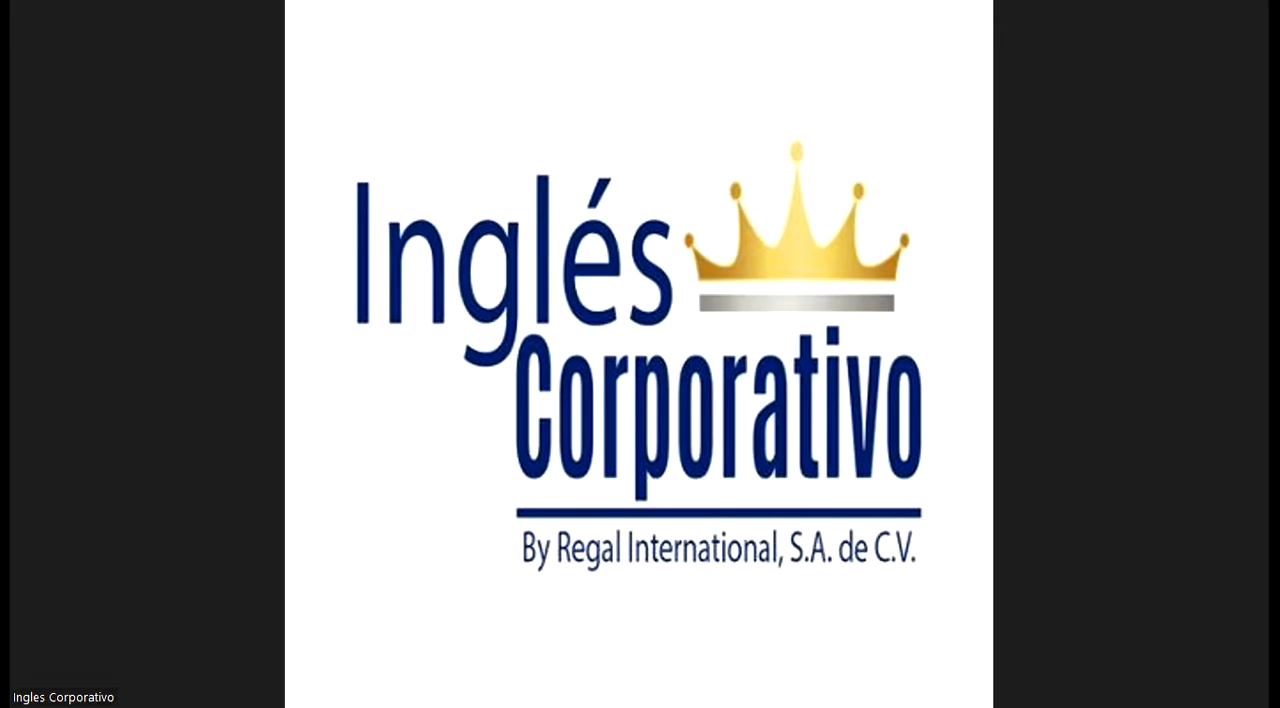 Inglés
Corporativo
By Regal International, S.A. de C.V.
Ingles Corporativo